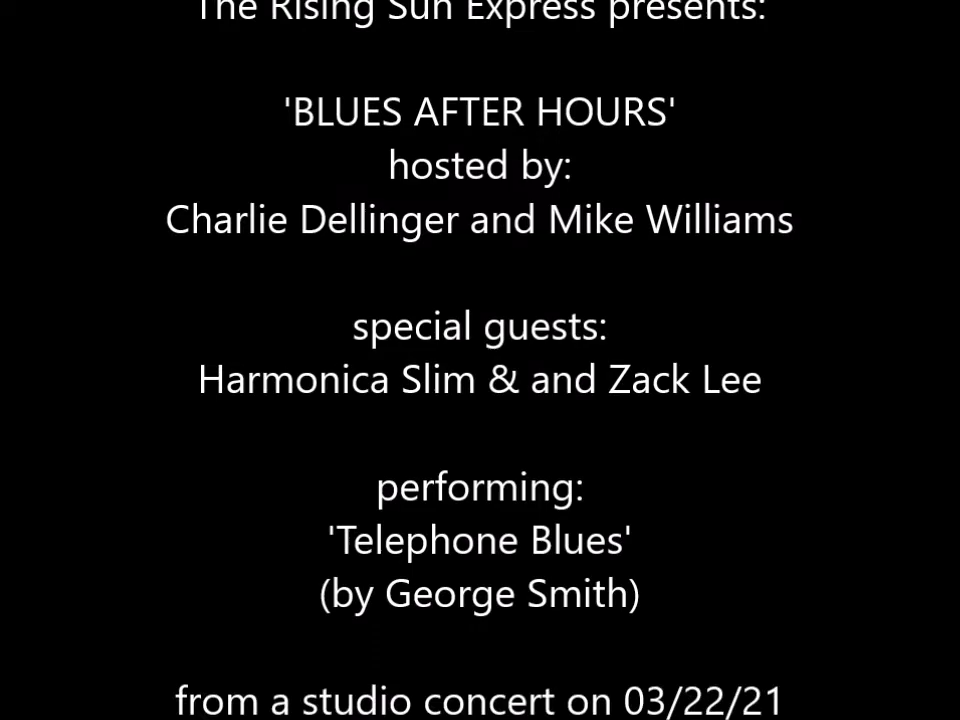 The Rising Sun Express presents:
'BLUES AFTER HOURS'
hosted by:
Charlie Dellinger and Mike Williams
special guests:
Harmonica Slim & and Zack Lee
performing:
'Telephone Blues'
(by George Smith)
from a studio concert on 03/22/21